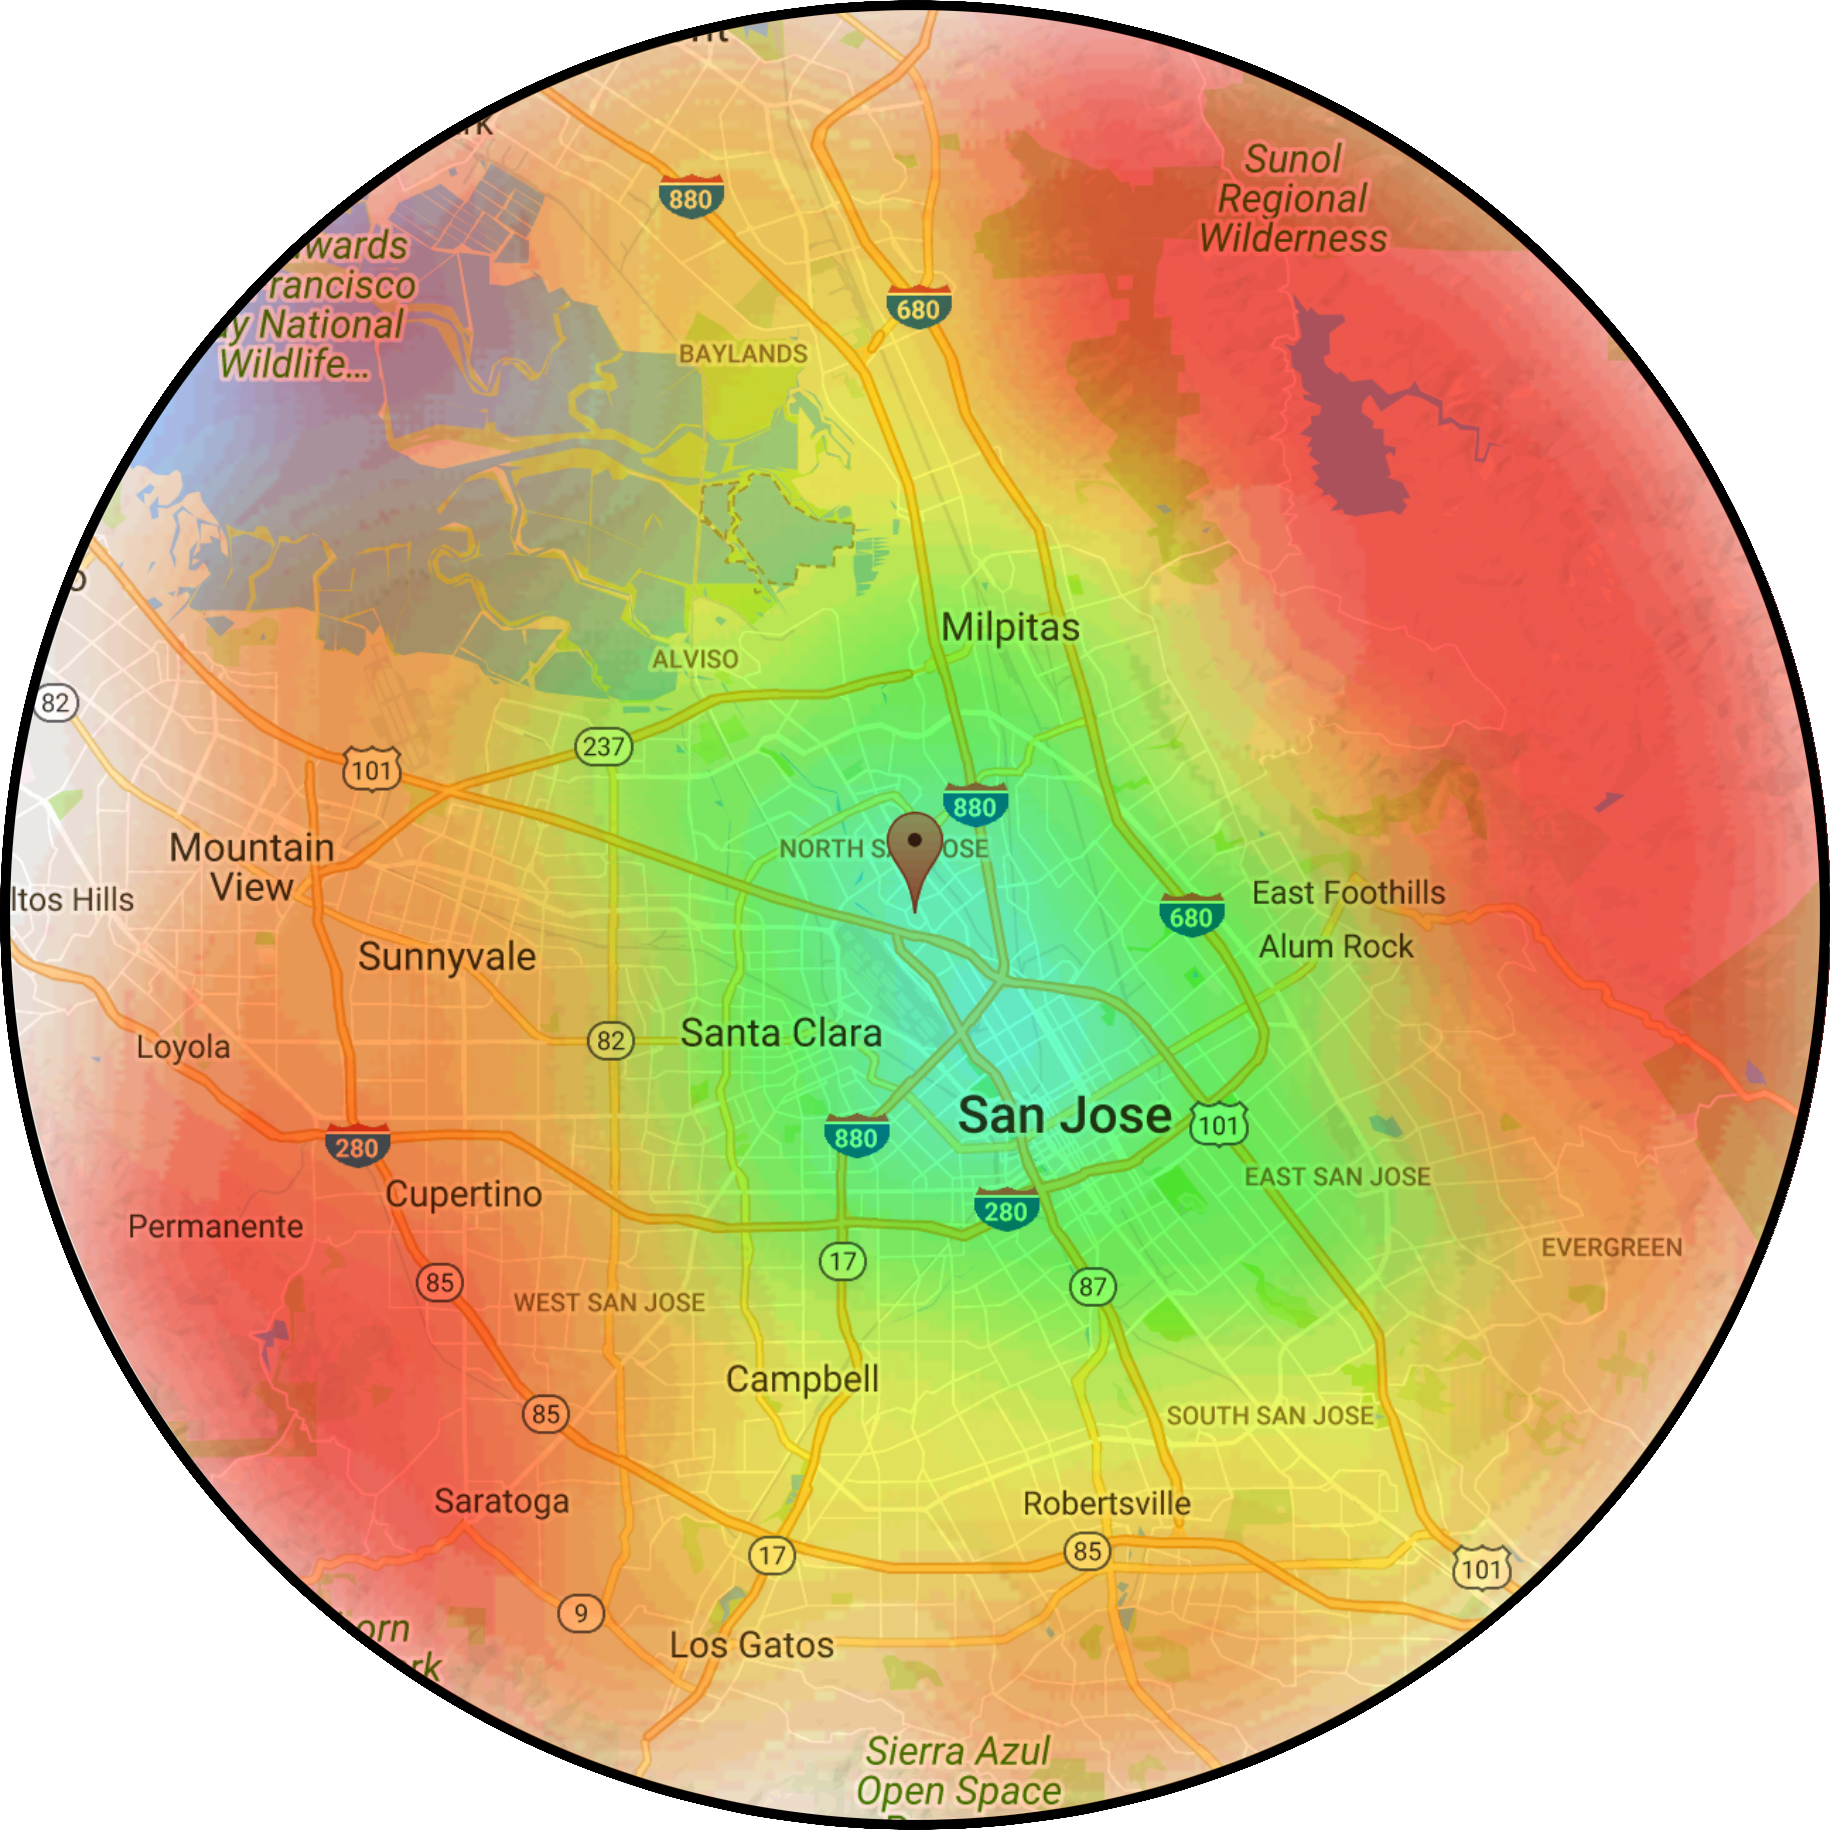 880
Sunol
Regional
Wilderness
wards
rancisco
y National
Wildlife...
680
BAYLANDS
Milpitas
ALVISO
82
237
101
880
Mountain
View
ltos Hills
East Foothills
680
Alum Rock
Sunnyvale
Santa Clara
82
Loyola
San Jose
101
880
280
Cupertino
EAST SAN JOSE
280
Permanente
EVERGREEN
17
85
87
WEST SAN JOSE
Campbell
85
SOUTH SAN JOSE
Saratoga
Robertsville
17
85
101
9
orn
rk
Los Gatos
Sierra Azul
Open Space